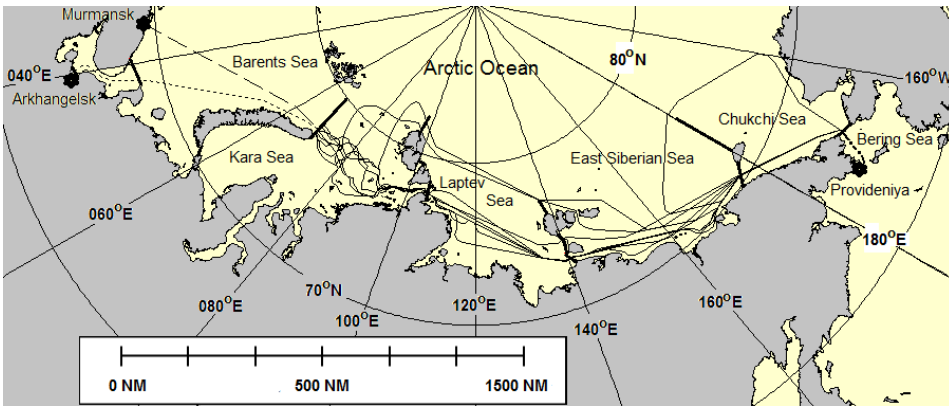 Murmansk
Barents Sea
Arctic Ocean
80°N
160°W
040°E
Arkhangelsk
Chukchi Sea
Bering Sea
Kara Sea
East Siberian Sea
Laptev
Sea
Provideniya
060°E
180°E
080°E
70°N
100°E
120°E
140°E
160°E
0 NM 500 NM 1500 NM